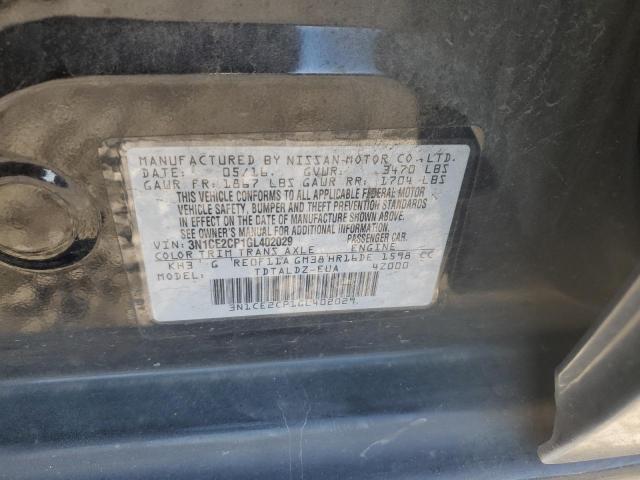 MANUFACTURED BY NISSAN MOTOR CO., LTD.
DATE: 05/16 GVWR: 3470 LBS
GAWR FR: 1867 LBS GAWR RR: 1704 LBS
THIS VEHICLE CONFORMS TO ALL APPLICABLE FEDERAL MOTOR
VEHICLE SAFETY, BUMPER AND THEFT PREVENTION STANDARDS
IN EFFECT ON THE DATE OF MANUFACTURE SHOWN ABOVE.
SEE OWNER'S MANUAL FOR ADDITIONAL INFORMATION.
VIN: 3N1CE2CP1GL402029 PASSENGER CAR
COLOR TRIM TRANS AXLE ENGINE
KH3 G RE0F11A GM38 HR16DE 1598 CC
MODEL: TDTALDZ-EUA 42000
3N1CE2CP1GL402029